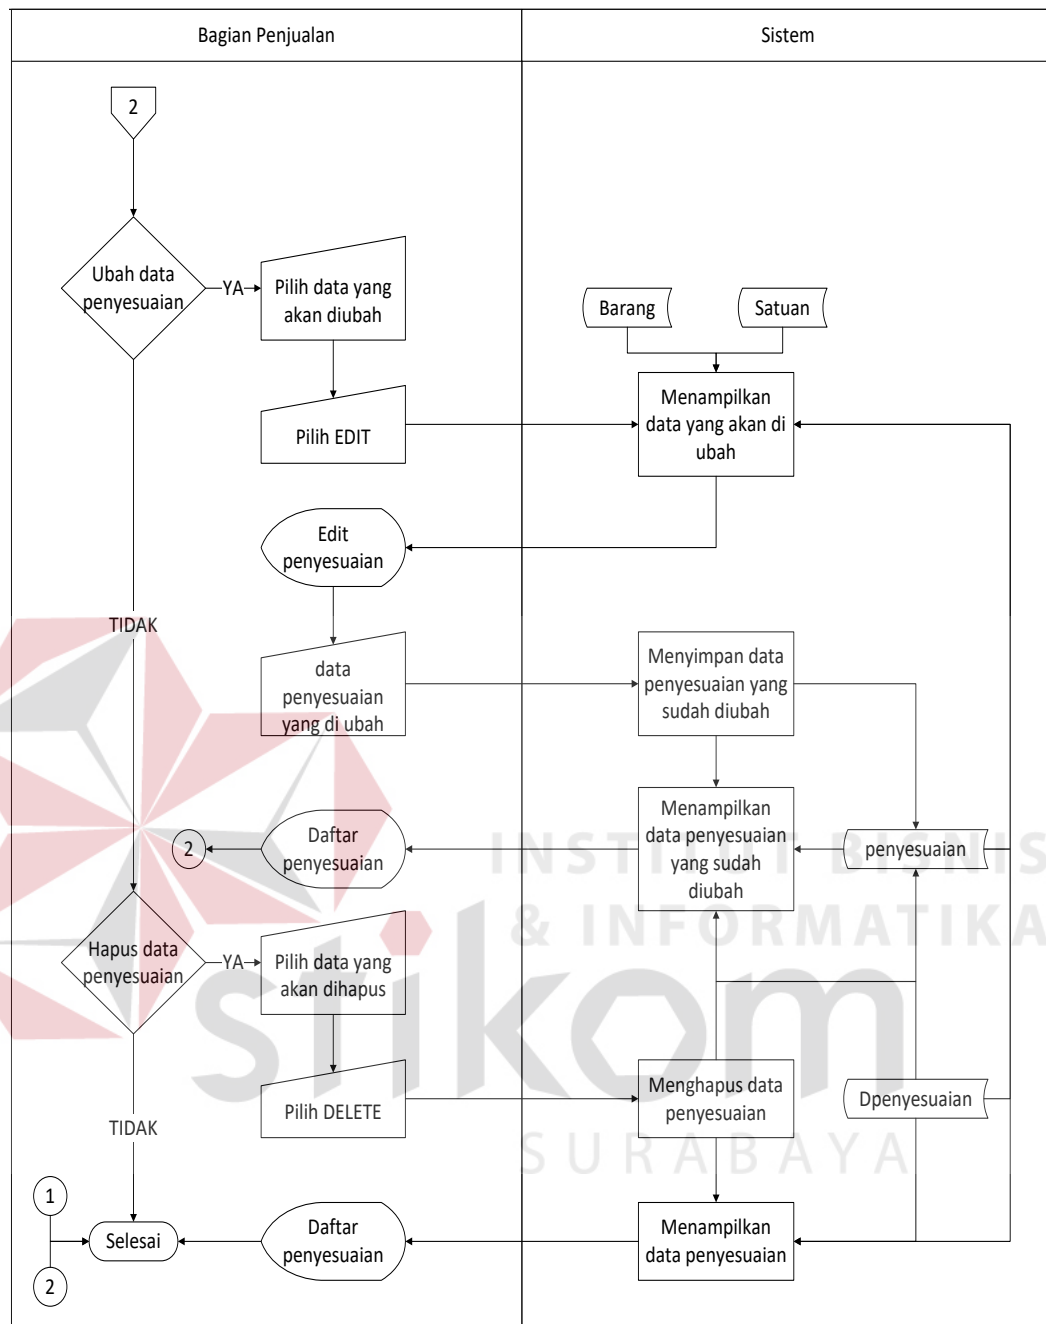 Bagian Penjualan
Sistem
2
Ubah data
penyesuaian
YA
Pilih data yang
akan diubah
Barang
Satuan
Pilih EDIT
Menampilkan
data yang akan di
ubah
Edit
penyesuaian
TIDAK
data
penyesuaian
yang di ubah
Menyimpan data
penyesuaian yang
sudah diubah
2
Daftar
penyesuaian
Menampilkan
data penyesuaian
yang sudah
diubah
penyesuaian
INSTITUT BISNIS
& INFORMATIKA
Hapus data
penyesuaian
YA
Pilih data yang
akan dihapus
stikom
Pilih DELETE
Menghapus data
penyesuaian
Dpenyesuaian
TIDAK
SURABAYA
1
2
Selesai
Daftar
penyesuaian
Menampilkan
data penyesuaian